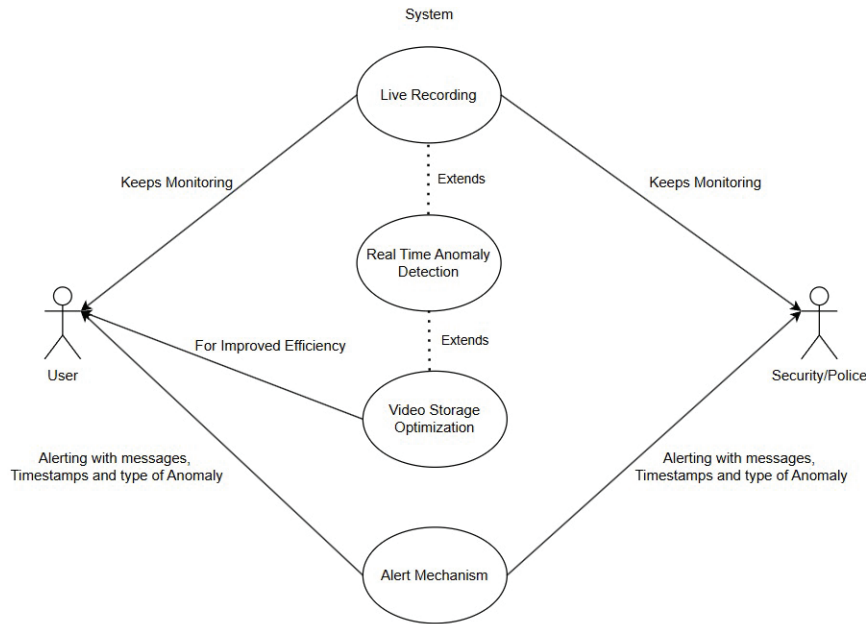 System
Live Recording
Keeps Monitoring
Extends
Keeps Monitoring
Real Time Anomaly
Detection
For Improved Efficiency
Extends
User
Security/Police
Video Storage
Optimization
Alerting with messages,
Timestamps and type of Anomaly
Alerting with messages,
Timestamps and type of Anomaly
Alert Mechanism